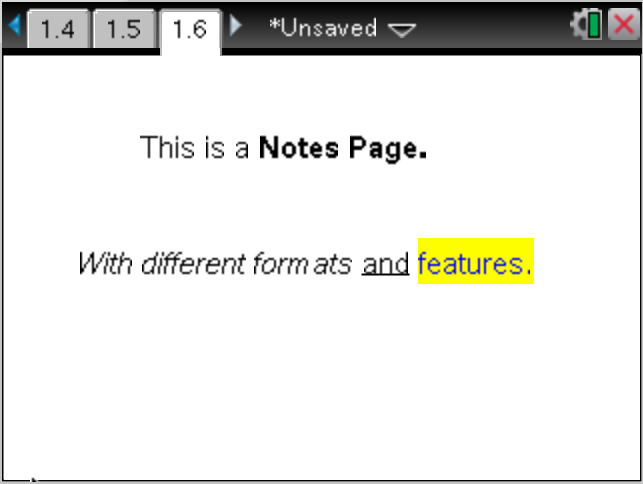 1.4 1.5 1.6 *Unsaved
This is a Notes Page.
With different formats and features.